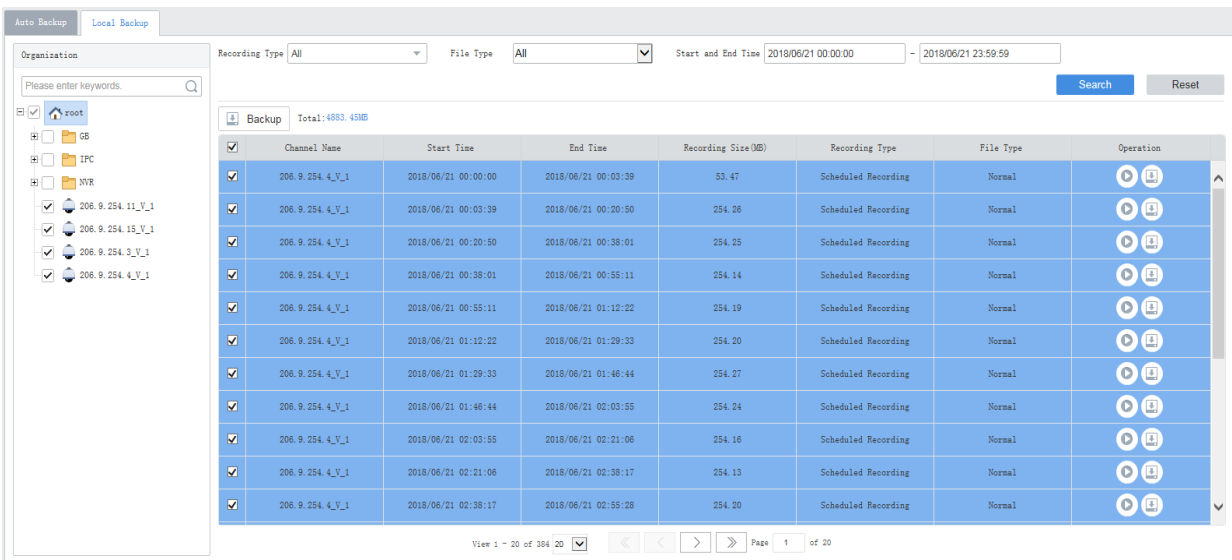 Auto Backup Local Backup
Organization
Please enter keywords.
root
GB
IPC
NVR
206.9.254.11_V_1
206.9.254.15_V_1
206.9.254.3_V_1
206.9.254.4_V_1
Recording Type All File Type All Start and End Time 2018/06/21 00:00:00 - 2018/06/21 23:59:59
Search Reset
Backup Total:4883.45MB
Channel Name Start Time End Time Recording Size(MB) Recording Type File Type Operation
206.9.254.4_V_1 2018/06/21 00:00:00 2018/06/21 00:03:39 53.47 Scheduled Recording Normal
206.9.254.4_V_1 2018/06/21 00:03:39 2018/06/21 00:20:50 254.26 Scheduled Recording Normal
206.9.254.4_V_1 2018/06/21 00:20:50 2018/06/21 00:38:01 254.25 Scheduled Recording Normal
206.9.254.4_V_1 2018/06/21 00:38:01 2018/06/21 00:55:11 254.14 Scheduled Recording Normal
206.9.254.4_V_1 2018/06/21 00:55:11 2018/06/21 01:12:22 254.19 Scheduled Recording Normal
206.9.254.4_V_1 2018/06/21 01:12:22 2018/06/21 01:29:33 254.20 Scheduled Recording Normal
206.9.254.4_V_1 2018/06/21 01:29:33 2018/06/21 01:46:44 254.27 Scheduled Recording Normal
206.9.254.4_V_1 2018/06/21 01:46:44 2018/06/21 02:03:55 254.24 Scheduled Recording Normal
206.9.254.4_V_1 2018/06/21 02:03:55 2018/06/21 02:21:06 254.16 Scheduled Recording Normal
206.9.254.4_V_1 2018/06/21 02:21:06 2018/06/21 02:38:17 254.13 Scheduled Recording Normal
206.9.254.4_V_1 2018/06/21 02:38:17 2018/06/21 02:55:28 254.20 Scheduled Recording Normal
View 1 - 20 of 384 20 Page 1 of 20